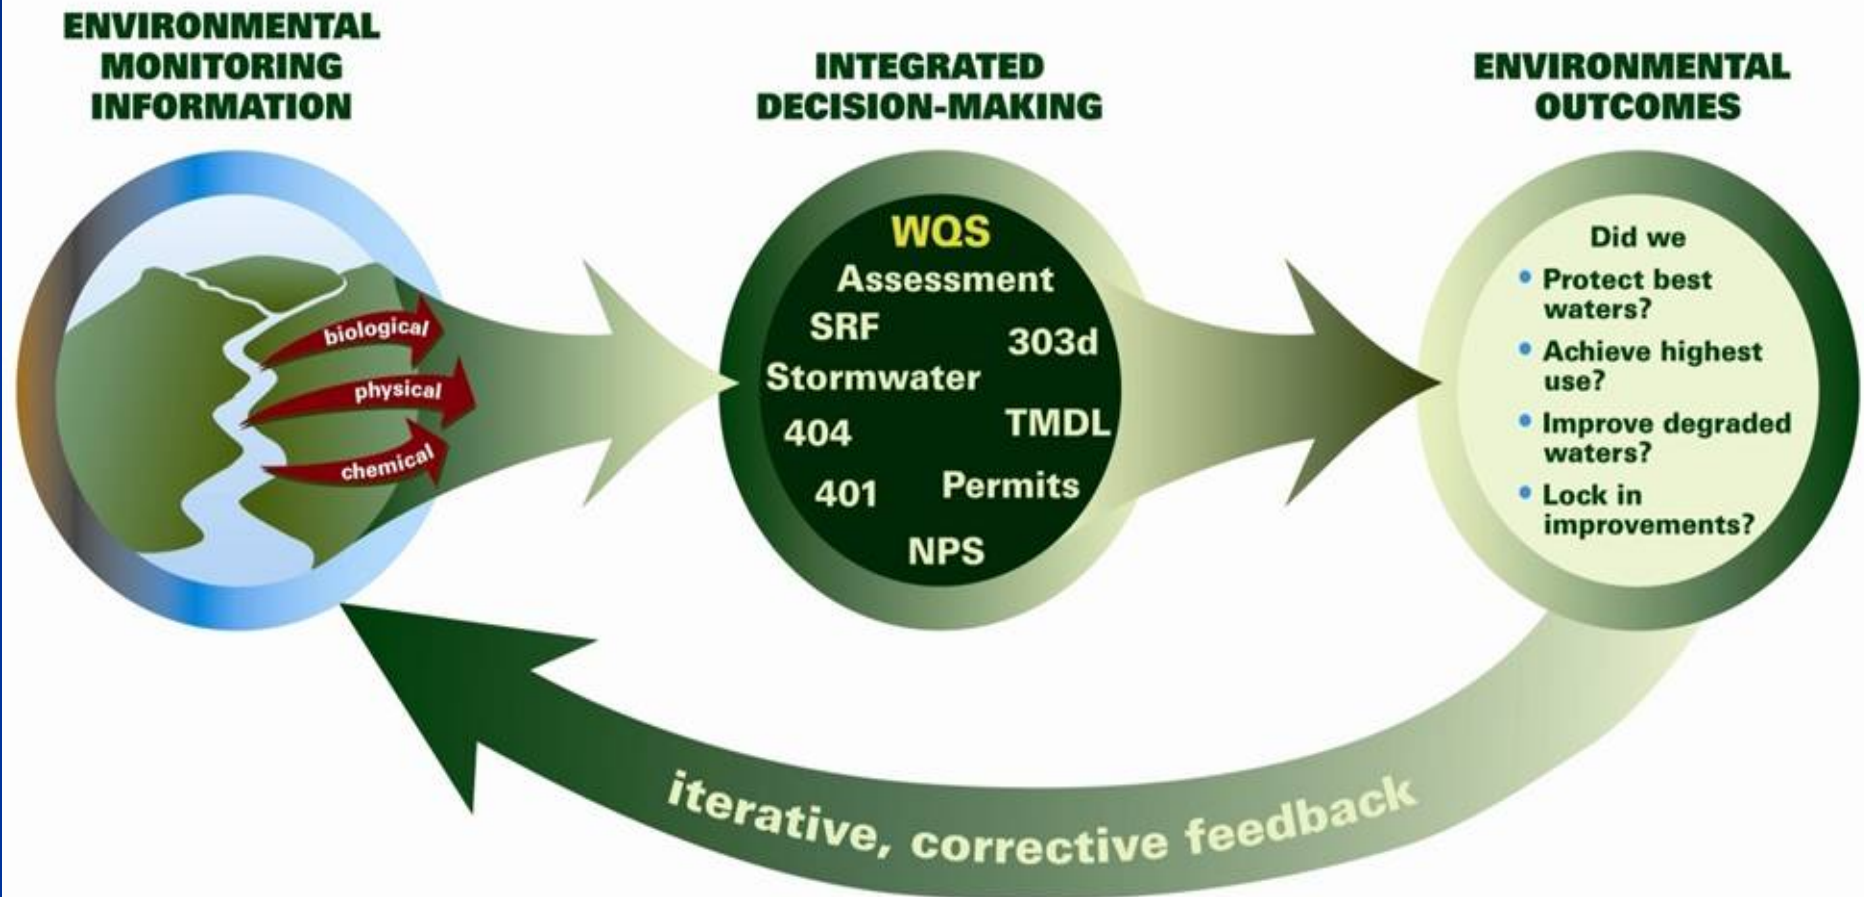 ENVIRONMENTAL
MONITORING
INFORMATION
biological
physical
chemical
INTEGRATED
DECISION-MAKING
WQS
Assessment
SRF
303d
Stormwater
404
TMDL
401
Permits
NPS
ENVIRONMENTAL
OUTCOMES
Did we
• Protect best
waters?
• Achieve highest
use?
• Improve degraded
waters?
• Lock in
improvements?
iterative, corrective feedback